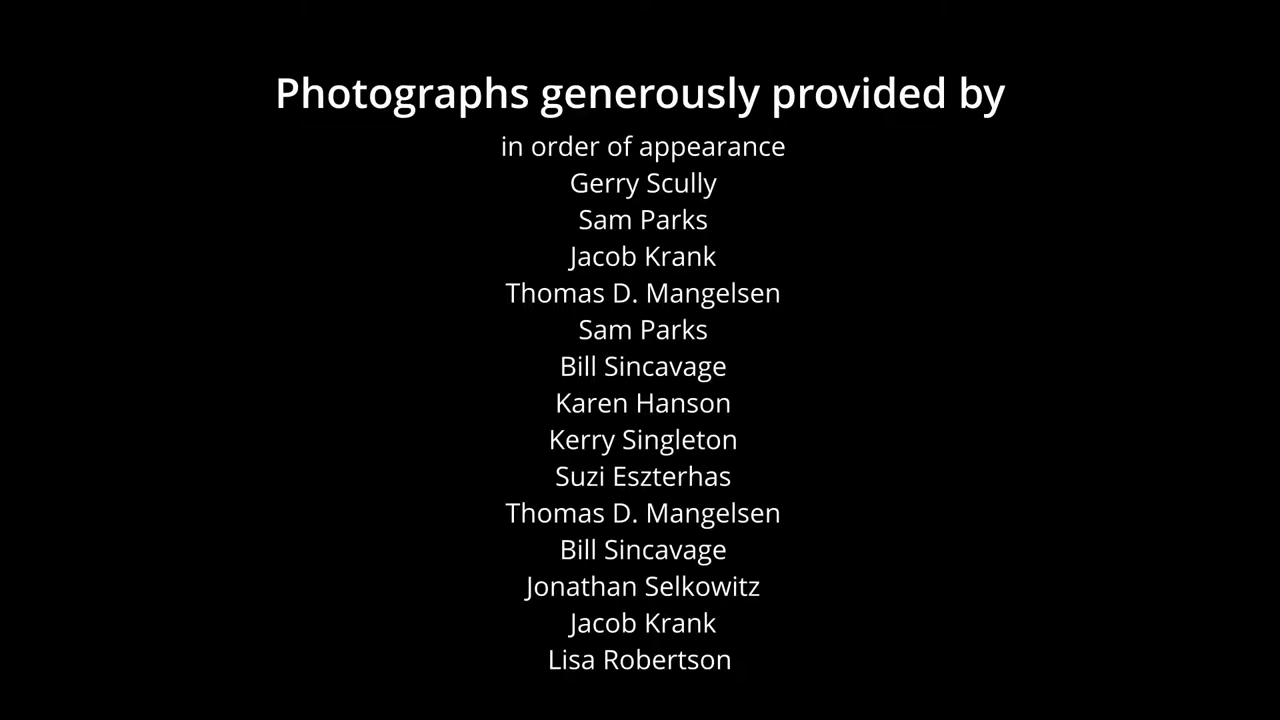 Photographs generously provided by
in order of appearance
Gerry Scully
Sam Parks
Jacob Krank
Thomas D. Mangelsen
Sam Parks
Bill Sincavage
Karen Hanson
Kerry Singleton
Suzi Eszterhas
Thomas D. Mangelsen
Bill Sincavage
Jonathan Selkowitz
Jacob Krank
Lisa Robertson